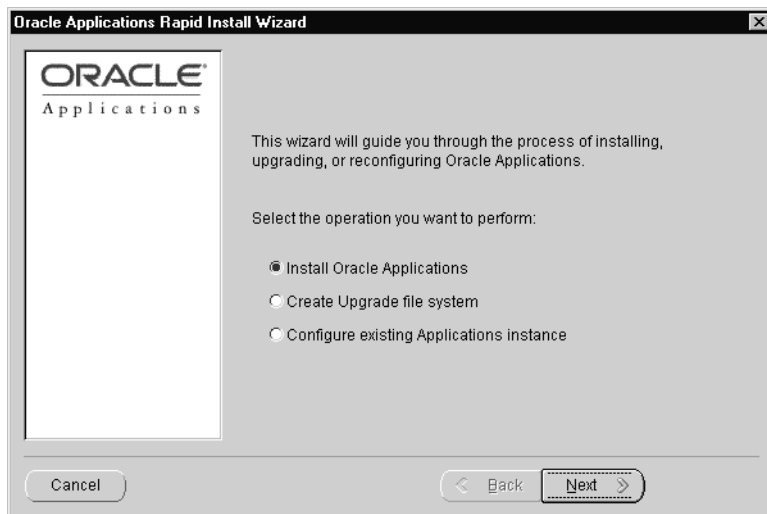 Oracle Applications Rapid Install Wizard
ORACLE
Applications
This wizard will guide you through the process of installing,
upgrading, or reconfiguring Oracle Applications.
Select the operation you want to perform:
Install Oracle Applications
Create Upgrade file system
Configure existing Applications instance
Cancel
Back
Next